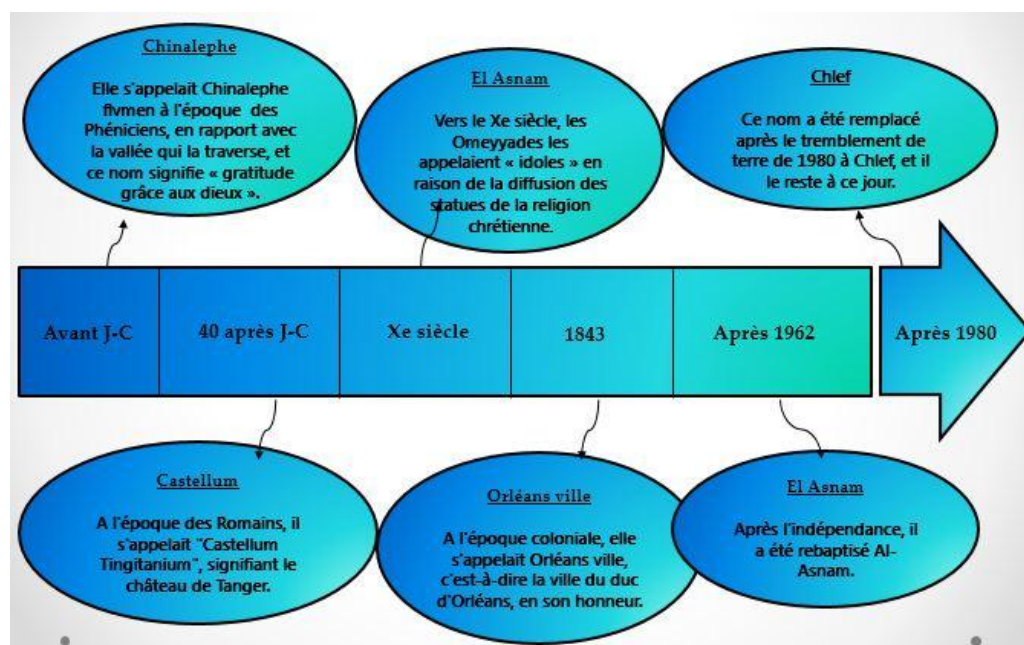 Chinalephe
Elle s'appelait Chinalephe
flvmen à l'époque des
Phéniciens, en rapport avec
la vallée qui la traverse, et
ce nom signifie « gratitude
grâce aux dieux ».
El Asnam
Vers le Xe siècle, les
Omeyyades les
appelaient « idoles » en
raison de la diffusion des
statues de la religion
chrétienne.
Chlef
Ce nom a été remplacé
après le tremblement de
terre de 1980 à Chlef, et il
le reste à ce jour.
Avant J-C
40 après J-C
Xe siècle
1843
Après 1962
Après 1980
Castellum
A l'époque des Romains, il
s'appelait "Castellum
Tingitanium", signifiant le
château de Tanger.
Orléans ville
A l'époque coloniale, elle
s'appelait Orléans ville,
c'est-à-dire la ville du duc
d'Orléans, en son honneur.
El Asnam
Après l'indépendance, il
a été rebaptisé Al-
Asnam.